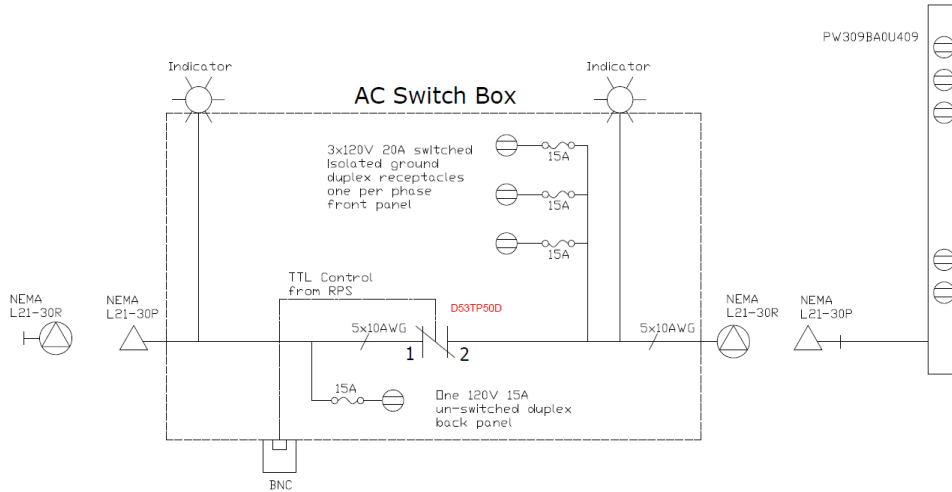 PW309BA0U409
Indicator
Indicator
AC Switch Box
3x120V 20A switched
Isolated ground
duplex receptacles
one per phase
front panel
15A
15A
15A
TTL Control
from RPS
D53TP50D
NEMA
L21-30R
NEMA
L21-30P
5x10AWG
1
2
5x10AWG
NEMA
L21-30R
NEMA
L21-30P
15A
One 120V 15A
un-switched duplex
back panel
BNC